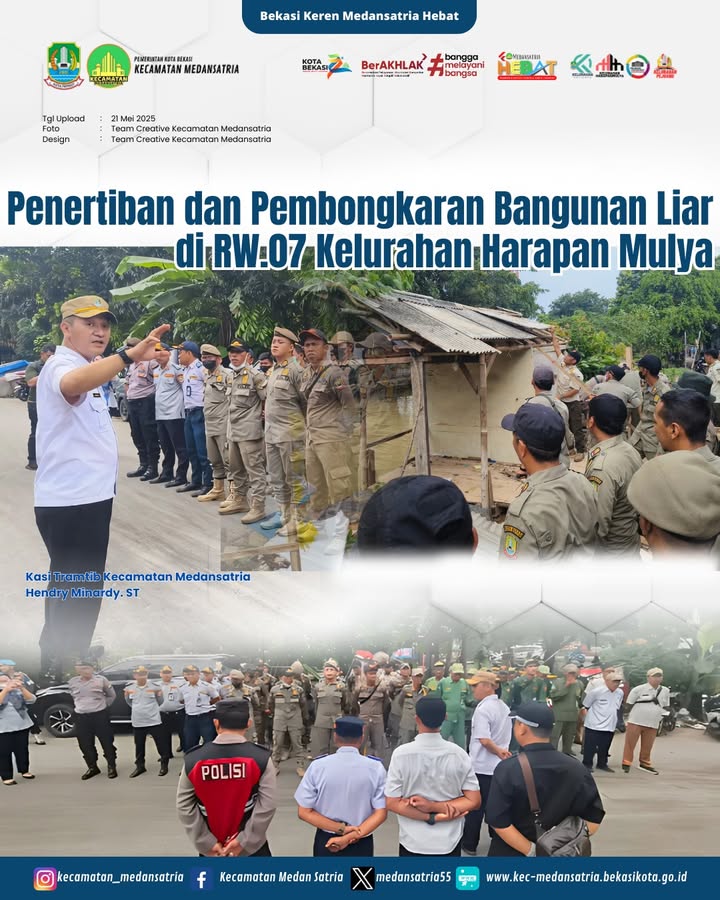 Bekasi Keren Medansatria Hebat
PEMERINTAH KOTA BEKASI
KECAMATAN MEDANSATRIA
KECAMATAN
KOTA
BEKASI
BerAKHLAK
#bangga
melayani
bangsa
MEDANSATRIA
HEBAT
Tgl Upload : 21 Mei 2025
Foto : Team Creative Kecamatan Medansatria
Design : Team Creative Kecamatan Medansatria
Penertiban dan Pembongkaran Bangunan Liar
di RW.07 Kelurahan Harapan Mulya
Kasi Tramtib Kecamatan Medansatria
Hendry Minardy. ST
POLISI
kecamatan_medansatria
Kecamatan Medan Satria
medansatria55
www.kec-medansatria.bekasikota.go.id